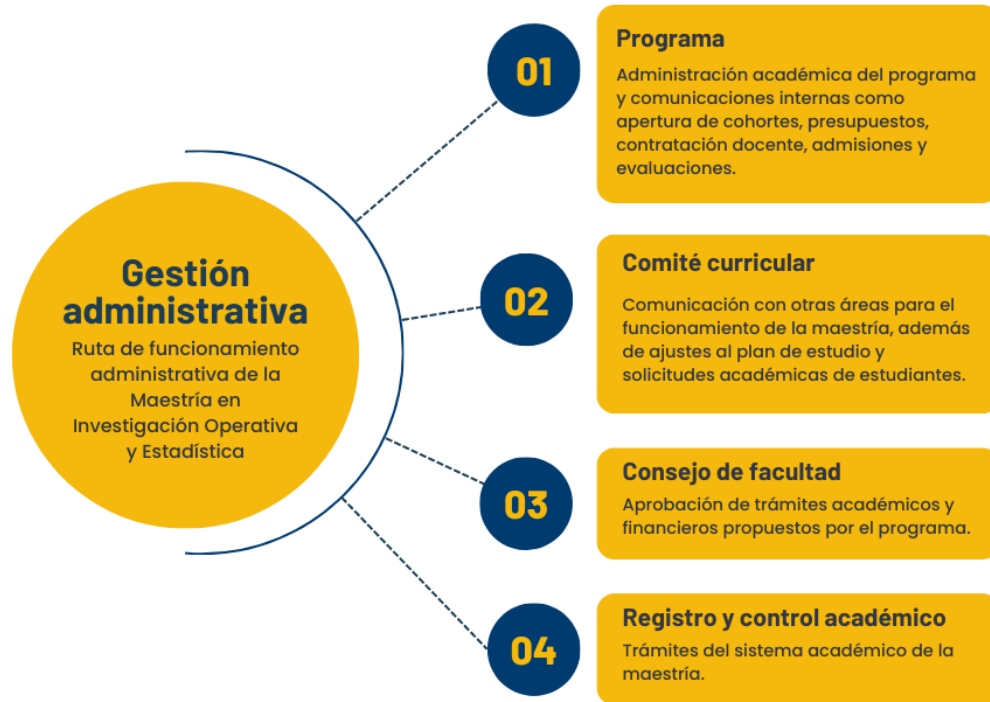 Gestión
administrativa
Ruta de funcionamiento
administrativa de la
Maestría en
Investigación Operativa
y Estadística
01
Programa
Administración académica del programa
y comunicaciones internas como
apertura de cohortes, presupuestos,
contratación docente, admisiones y
evaluaciones.
02
Comité curricular
Comunicación con otras áreas para el
funcionamiento de la maestría, además
de ajustes al plan de estudio y
solicitudes académicas de estudiantes.
03
Consejo de facultad
Aprobación de trámites académicos y
financieros propuestos por el programa.
04
Registro y control académico
Trámites del sistema académico de la
maestría.